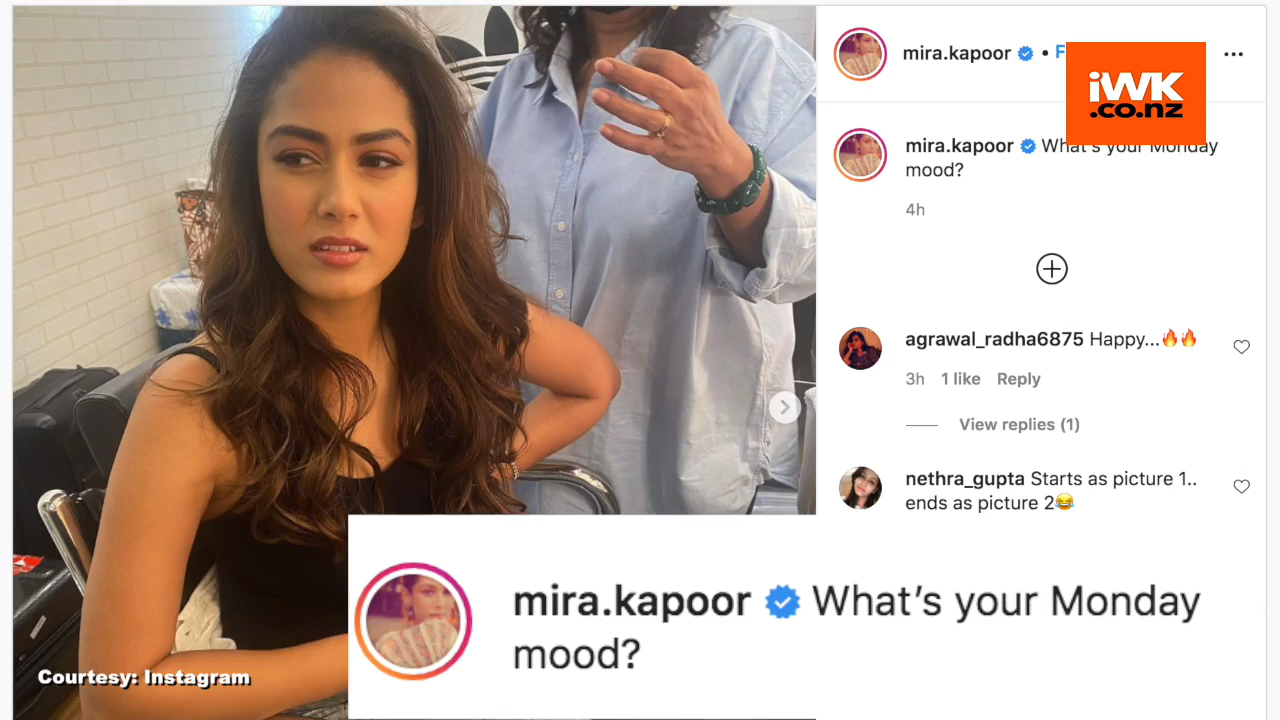 mira.kapoor • F
iWK
.co.nz
mira.kapoor What's your Monday
mood?
4h
agrawal_radha6875 Happy...🔥🔥
3h 1 like Reply
View replies (1)
nethra_gupta Starts as picture 1..
ends as picture 2😂
mira.kapoor What's your Monday
mood?
Courtesy: Instagram